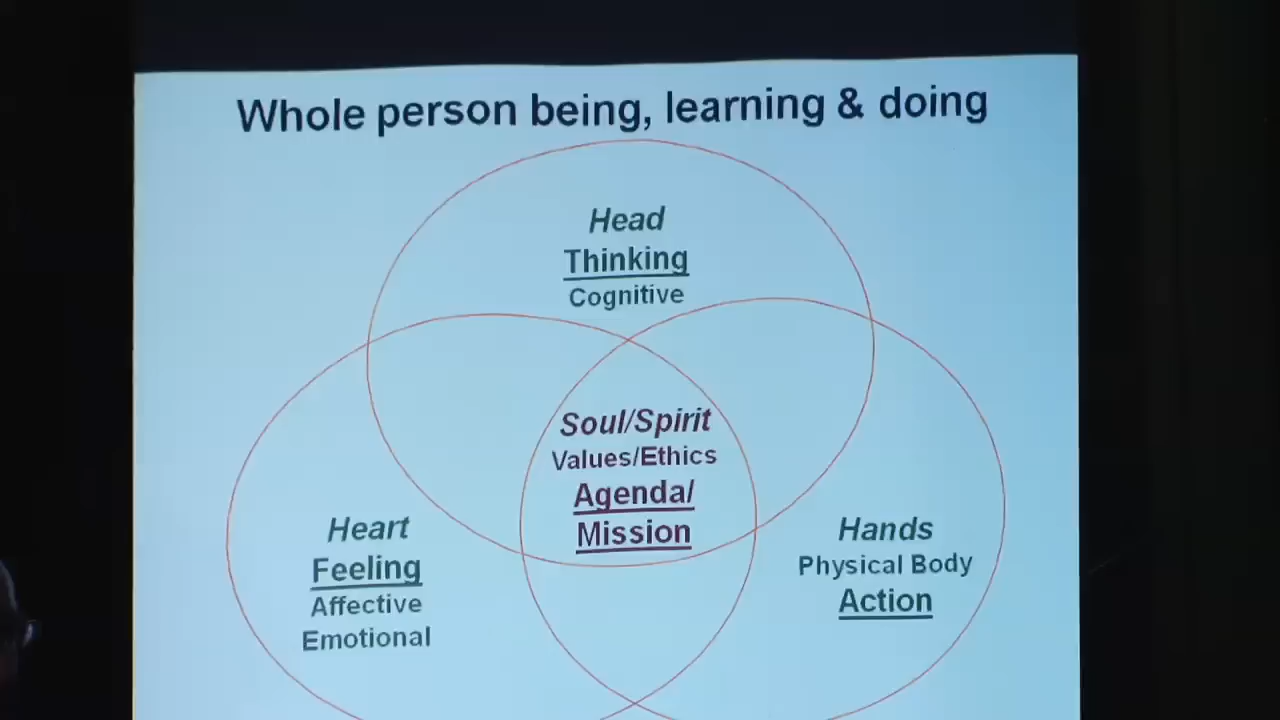 Whole person being, learning & doing
Head
Thinking
Cognitive
Soul/Spirit
Values/Ethics
Agenda/
Mission
Heart
Feeling
Affective
Emotional
Hands
Physical Body
Action